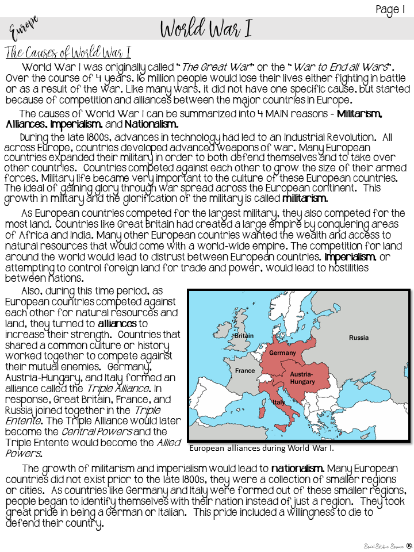 Page 1
Europe
World War I
The Causes of World War I
World War I was originally called "The Great War" or the "War to End all Wars".
Over the course of 4 years, 16 million people would lose their lives either fighting in battle
or as a result of the war. Like many wars, it did not have one specific cause, but started
because of competition and alliances between the major countries in Europe.
The causes of World War I can be summarized into 4 MAIN reasons - Militarism,
Alliances, Imperialism, and Nationalism.
During the late 1800s, advances in technology had led to an Industrial Revolution. All
across Europe, countries developed advanced weapons of war. Many European
countries expanded their military in order to both defend themselves and to take over
other countries. Countries competed against each other to grow the size of their armed
forces. Military life became very important to the culture of these European countries.
The ideal of gaining glory through war spread across the European continent. This
growth in military and the glorification of the military is called militarism.
As European countries competed for the largest military, they also competed for the
most land. Countries like Great Britain had created a large empire by conquering areas
of Africa and India. Many other European countries wanted the wealth and access to
natural resources that would come with a world-wide empire. The competition for land
around the world would lead to distrust between European countries. Imperialism, or
attempting to control foreign land for trade and power, would lead to hostilities
between nations.
Also, during this time period, as
European countries competed against
each other for natural resources and
land, they turned to alliances to
increase their strength. Countries that
shared a common culture or history
worked together to compete against
their mutual enemies. Germany,
Austria-Hungary, and Italy formed an
alliance called the Triple Alliance. In
response, Great Britain, France, and
Russia joined together in the Triple
Entente. The Triple Alliance would later
become the Central Powers and the
Triple Entente would become the Allied
Powers.
Britain
Germany
Russia
France
Austria-
Hungary
Italy
European alliances during World War I.
The growth of militarism and imperialism would lead to nationalism. Many European
countries did not exist prior to the late 1800s, they were a collection of smaller regions
or cities. As countries like Germany and Italy were formed out of these smaller regions,
people began to identify themselves with their nation instead of just a region. They took
great pride in being a German or Italian. This pride included a willingness to die to
defend their country.